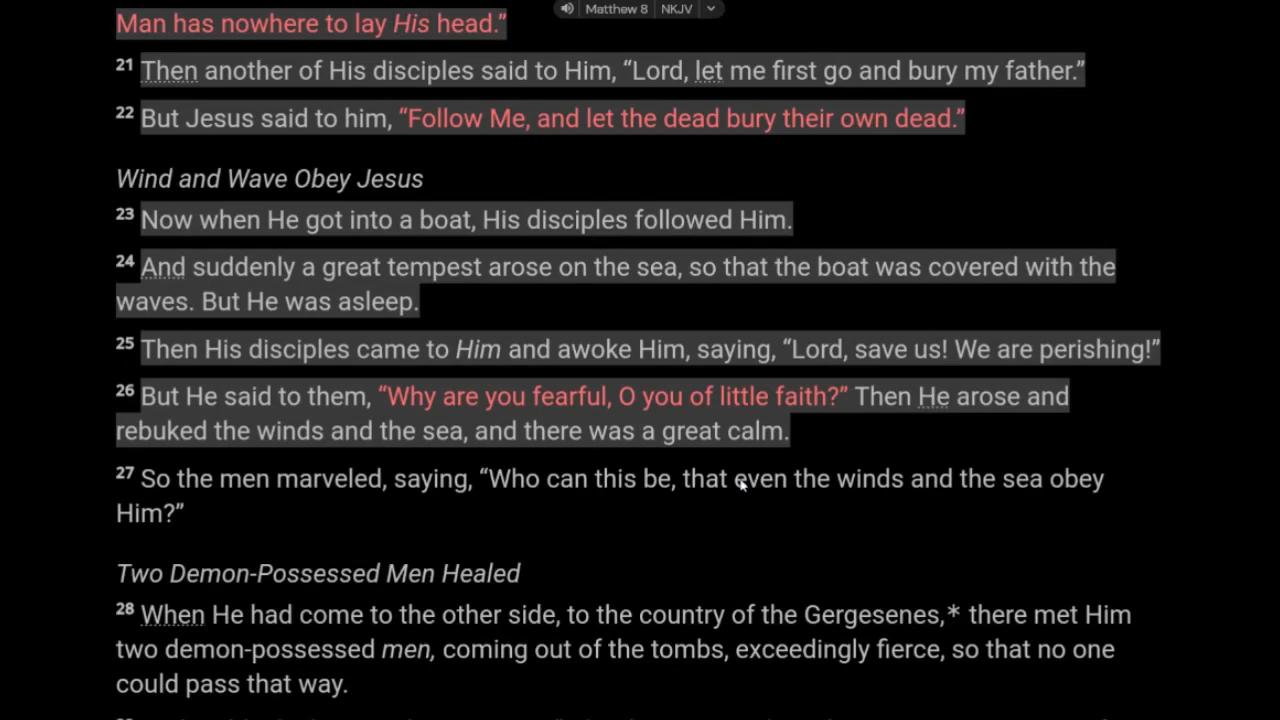 Matthew 8 NKJV
Man has nowhere to lay His head.”
21 Then another of His disciples said to Him, “Lord, let me first go and bury my father.”
22 But Jesus said to him, “Follow Me, and let the dead bury their own dead.”
Wind and Wave Obey Jesus
23 Now when He got into a boat, His disciples followed Him.
24 And suddenly a great tempest arose on the sea, so that the boat was covered with the
waves. But He was asleep.
25 Then His disciples came to Him and awoke Him, saying, “Lord, save us! We are perishing!”
26 But He said to them, “Why are you fearful, O you of little faith?” Then He arose and
rebuked the winds and the sea, and there was a great calm.
27 So the men marveled, saying, “Who can this be, that even the winds and the sea obey
Him?”
Two Demon-Possessed Men Healed
28 When He had come to the other side, to the country of the Gergesenes,* there met Him
two demon-possessed men, coming out of the tombs, exceedingly fierce, so that no one
could pass that way.